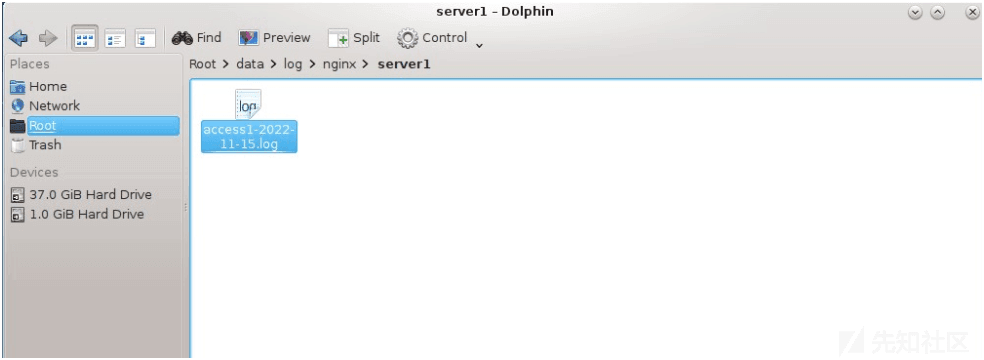 server1 – Dolphin
Find Preview Split Control
Places
Root > data > log > nginx > server1
Home
Network
Root
Trash
Devices
37.0 GiB Hard Drive
1.0 GiB Hard Drive
log
access1-2022-
11-15.log
先知社区